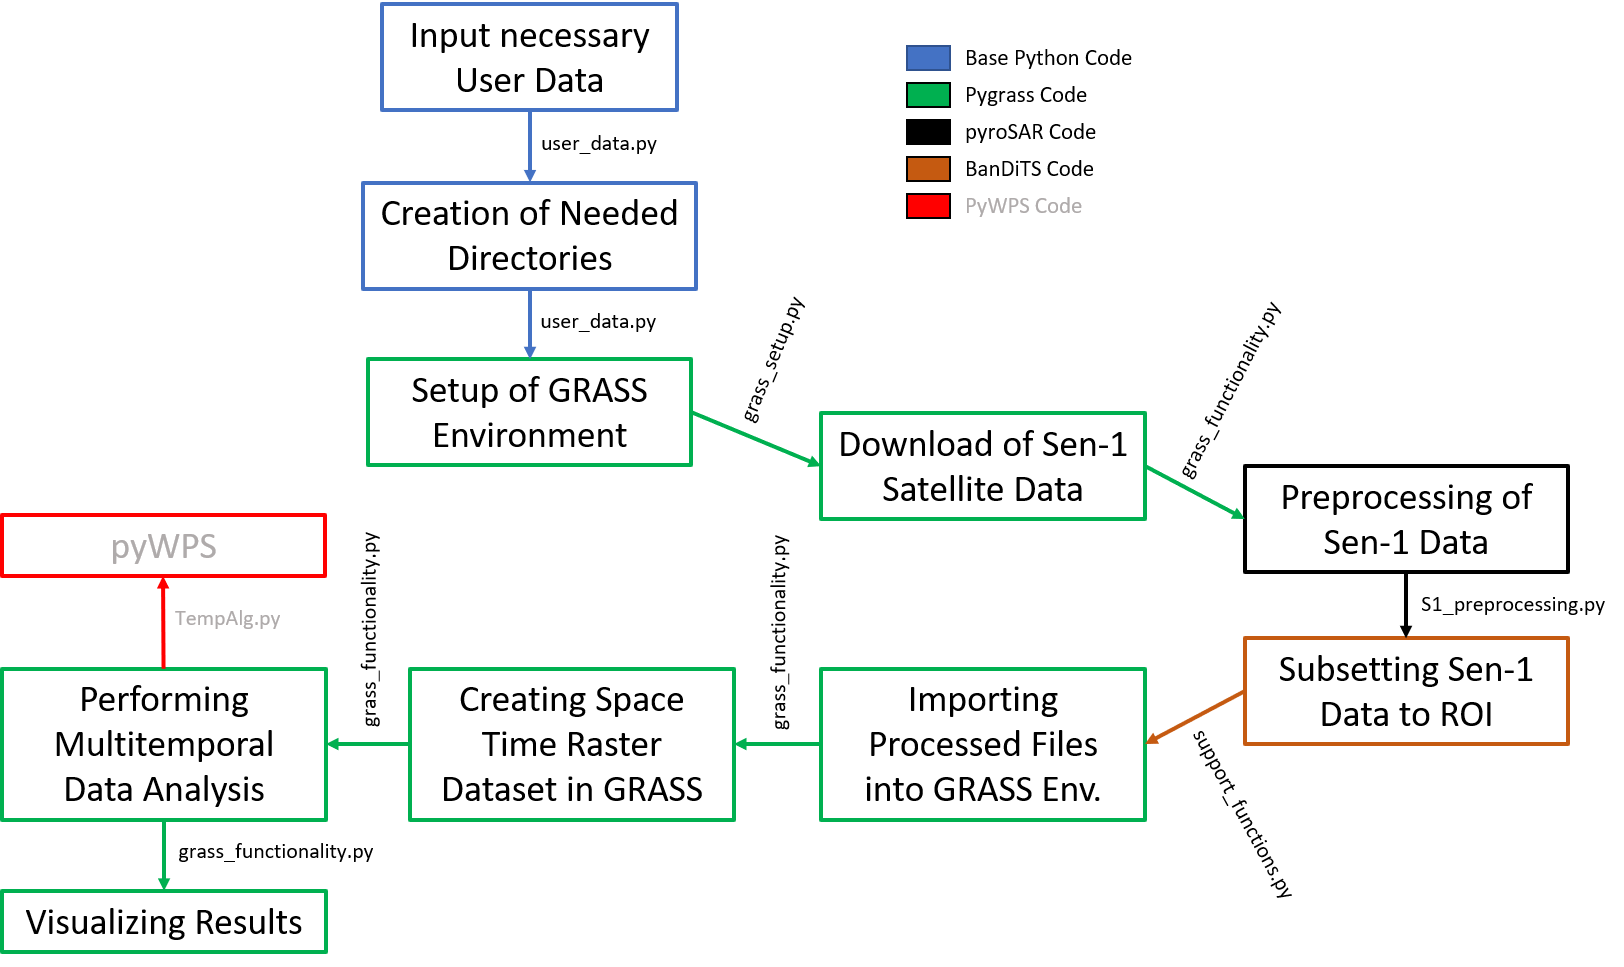 Input necessary
User Data
Base Python Code
Pygrass Code
pyroSAR Code
BanDiTS Code
PyWPS Code
user_data.py
Creation of Needed
Directories
user_data.py
Setup of GRASS
Environment
grass_setup.py
Download of Sen-1
Satellite Data
grass_functionality.py
Preprocessing of
Sen-1 Data
S1_preprocessing.py
Subsetting Sen-1
Data to ROI
support_functions.py
Importing
Processed Files
into GRASS Env.
grass_functionality.py
Creating Space
Time Raster
Dataset in GRASS
grass_functionality.py
Performing
Multitemporal
Data Analysis
TempAlg.py
pyWPS
grass_functionality.py
Visualizing Results